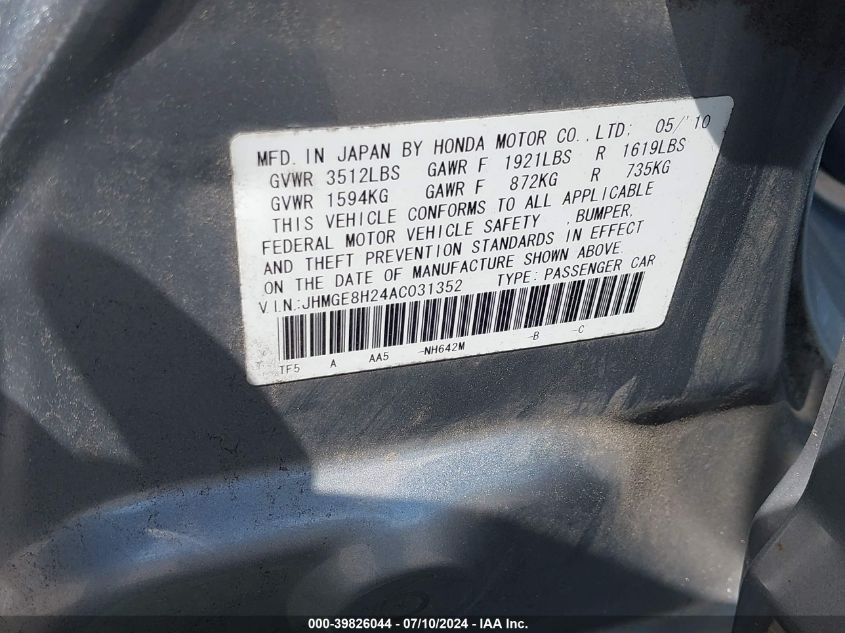 MFD. IN JAPAN BY HONDA MOTOR CO., LTD; 05/'10
GVWR 3512LBS GAWR F 1921LBS R 1619LBS
GVWR 1594KG GAWR F 872KG R 735KG
THIS VEHICLE CONFORMS TO ALL APPLICABLE
FEDERAL MOTOR VEHICLE SAFETY , BUMPER,
AND THEFT PREVENTION STANDARDS IN EFFECT
ON THE DATE OF MANUFACTURE SHOWN ABOVE.
V.I.N.:JHMGE8H24AC031352 TYPE: PASSENGER CAR
TF5 A AA5 -NH642M -B -C
000-39826044 / 07/10/2024 - IAA Inc.